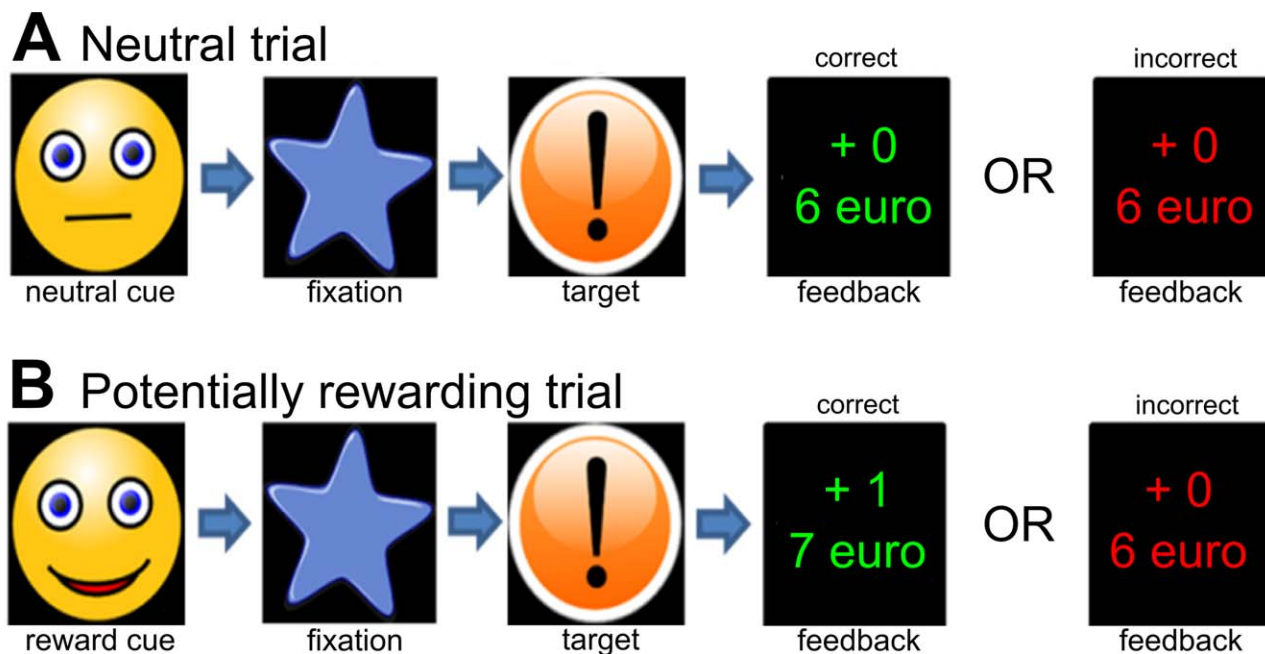 A Neutral trial
correct
incorrect
+ 0
6 euro
OR
+ 0
6 euro
neutral cue
fixation
target
feedback
feedback
B Potentially rewarding trial
correct
incorrect
+ 1
7 euro
OR
+ 0
6 euro
reward cue
fixation
target
feedback
feedback